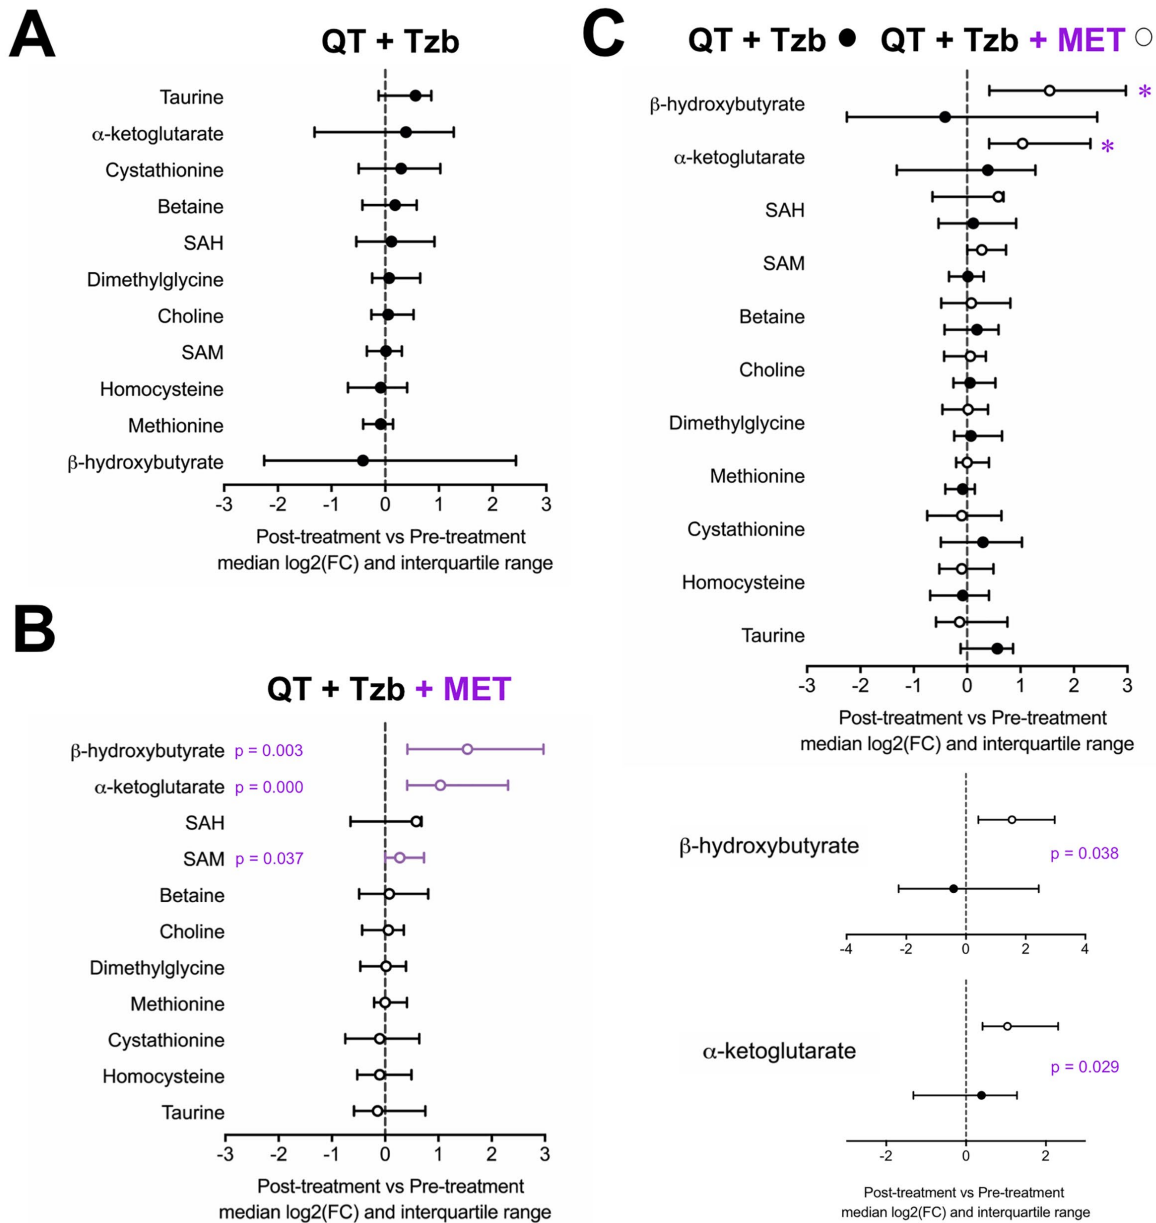 A
QT + Tzb
Taurine
α-ketoglutarate
Cystathionine
Betaine
SAH
Dimethylglycine
Choline
SAM
Homocysteine
Methionine
β-hydroxybutyrate
-3 -2 -1 0 1 2 3
Post-treatment vs Pre-treatment
median log2(FC) and interquartile range
B
QT + Tzb + MET
β-hydroxybutyrate p = 0.003
α-ketoglutarate p = 0.000
SAH
SAM p = 0.037
Betaine
Choline
Dimethylglycine
Methionine
Cystathionine
Homocysteine
Taurine
-3 -2 -1 0 1 2 3
Post-treatment vs Pre-treatment
median log2(FC) and interquartile range
C
QT + Tzb ● QT + Tzb + MET ○
β-hydroxybutyrate *
α-ketoglutarate *
SAH
SAM
Betaine
Choline
Dimethylglycine
Methionine
Cystathionine
Homocysteine
Taurine
-3 -2 -1 0 1 2 3
Post-treatment vs Pre-treatment
median log2(FC) and interquartile range
β-hydroxybutyrate
p = 0.038
-4 -2 0 2 4
α-ketoglutarate
p = 0.029
-2 0 2
Post-treatment vs Pre-treatment
median log2(FC) and interquartile range